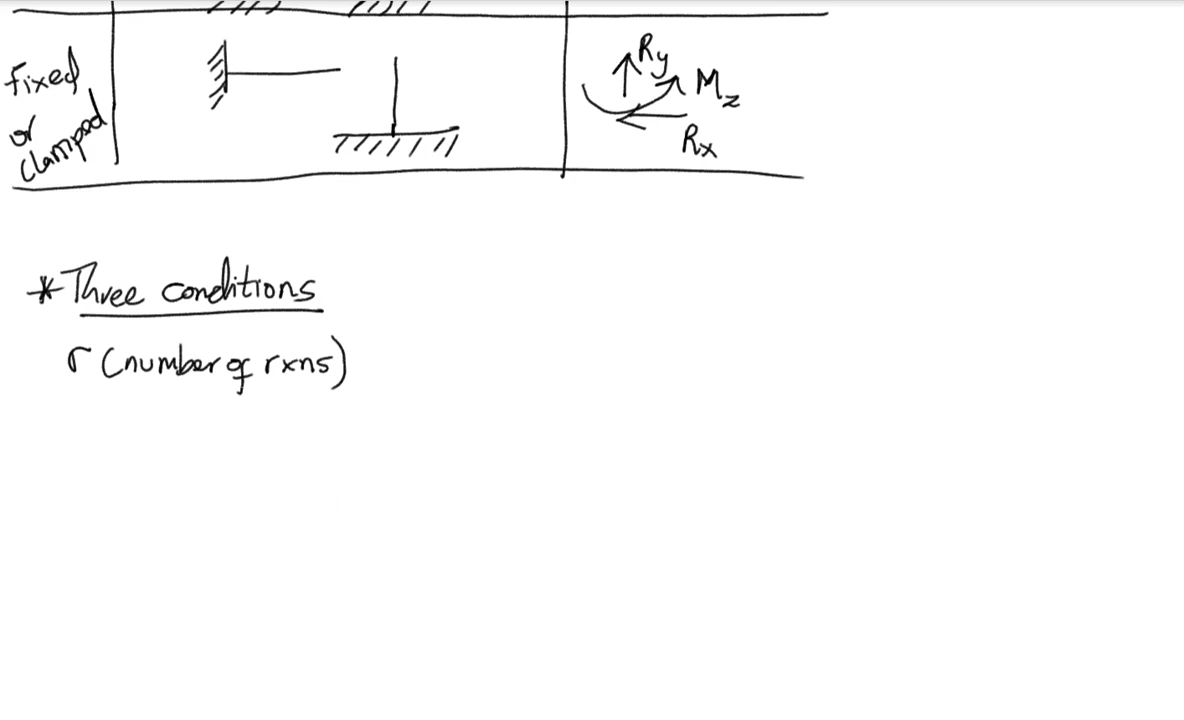 fixed
or
clamped
Ry
Mz
Rx
* Three conditions
r (number of rxns)